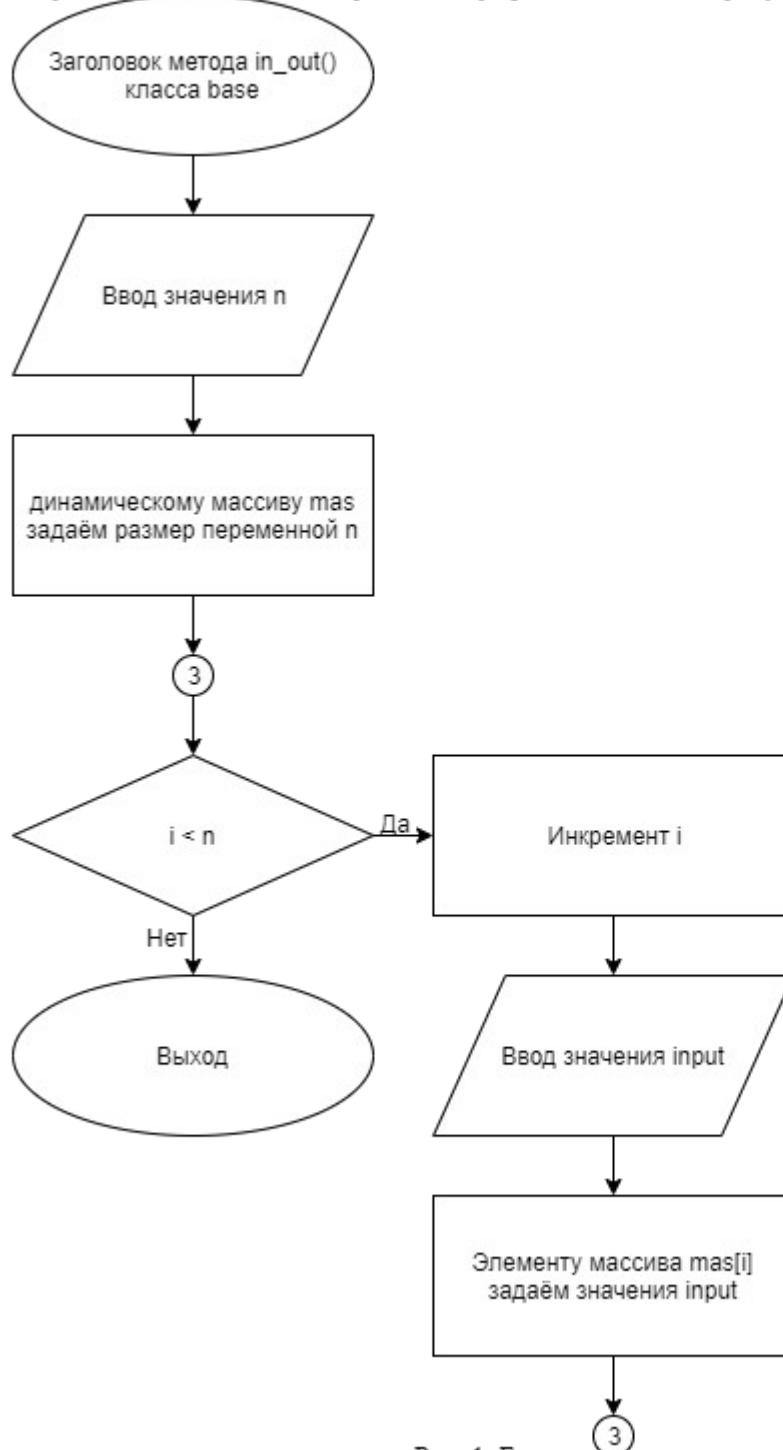 Заголовок метода in_out()
класса base
Ввод значения n
динамическому массиву mas
задаём размер переменной n
3
i < n
Да
Инкремент i
Нет
Выход
Ввод значения input
Элементу массива mas[i]
задаём значения input
3